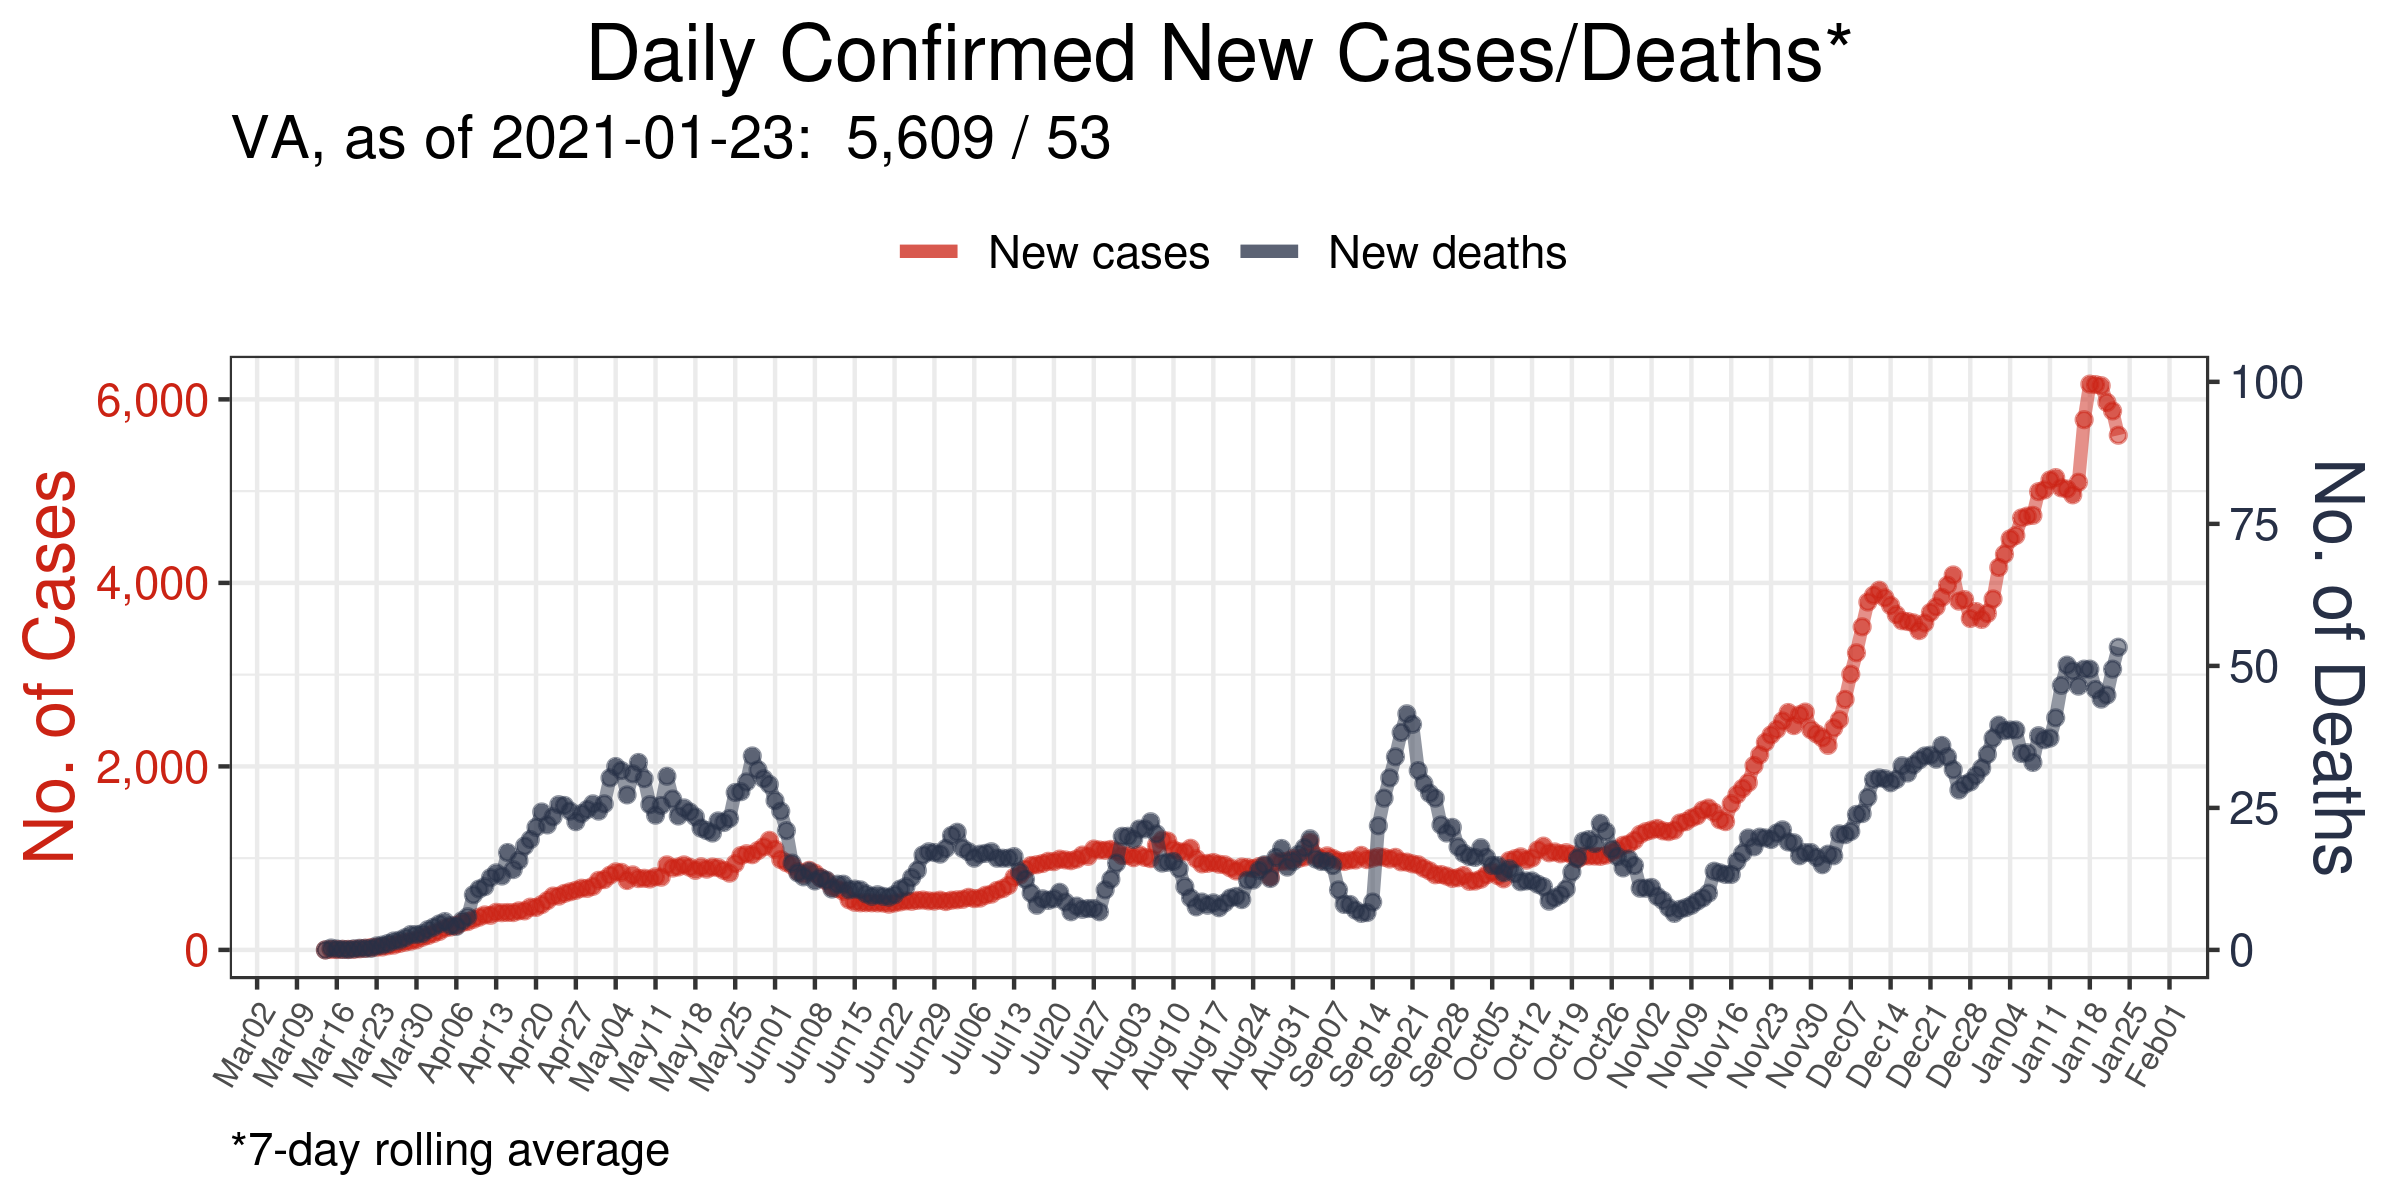 Daily Confirmed New Cases/Deaths*
VA, as of 2021-01-23:  5,609 / 53
New cases
New deaths
No. of Cases
6,000
4,000
2,000
0
100
75
50
25
0
No. of Deaths
Mar02
Mar09
Mar16
Mar23
Mar30
Apr06
Apr13
Apr20
Apr27
May04
May11
May18
May25
Jun01
Jun08
Jun15
Jun22
Jun29
Jul06
Jul13
Jul20
Jul27
Aug03
Aug10
Aug17
Aug24
Aug31
Sep07
Sep14
Sep21
Sep28
Oct05
Oct12
Oct19
Oct26
Nov02
Nov09
Nov16
Nov23
Nov30
Dec07
Dec14
Dec21
Dec28
Jan04
Jan11
Jan18
Jan25
Feb01
*7-day rolling average